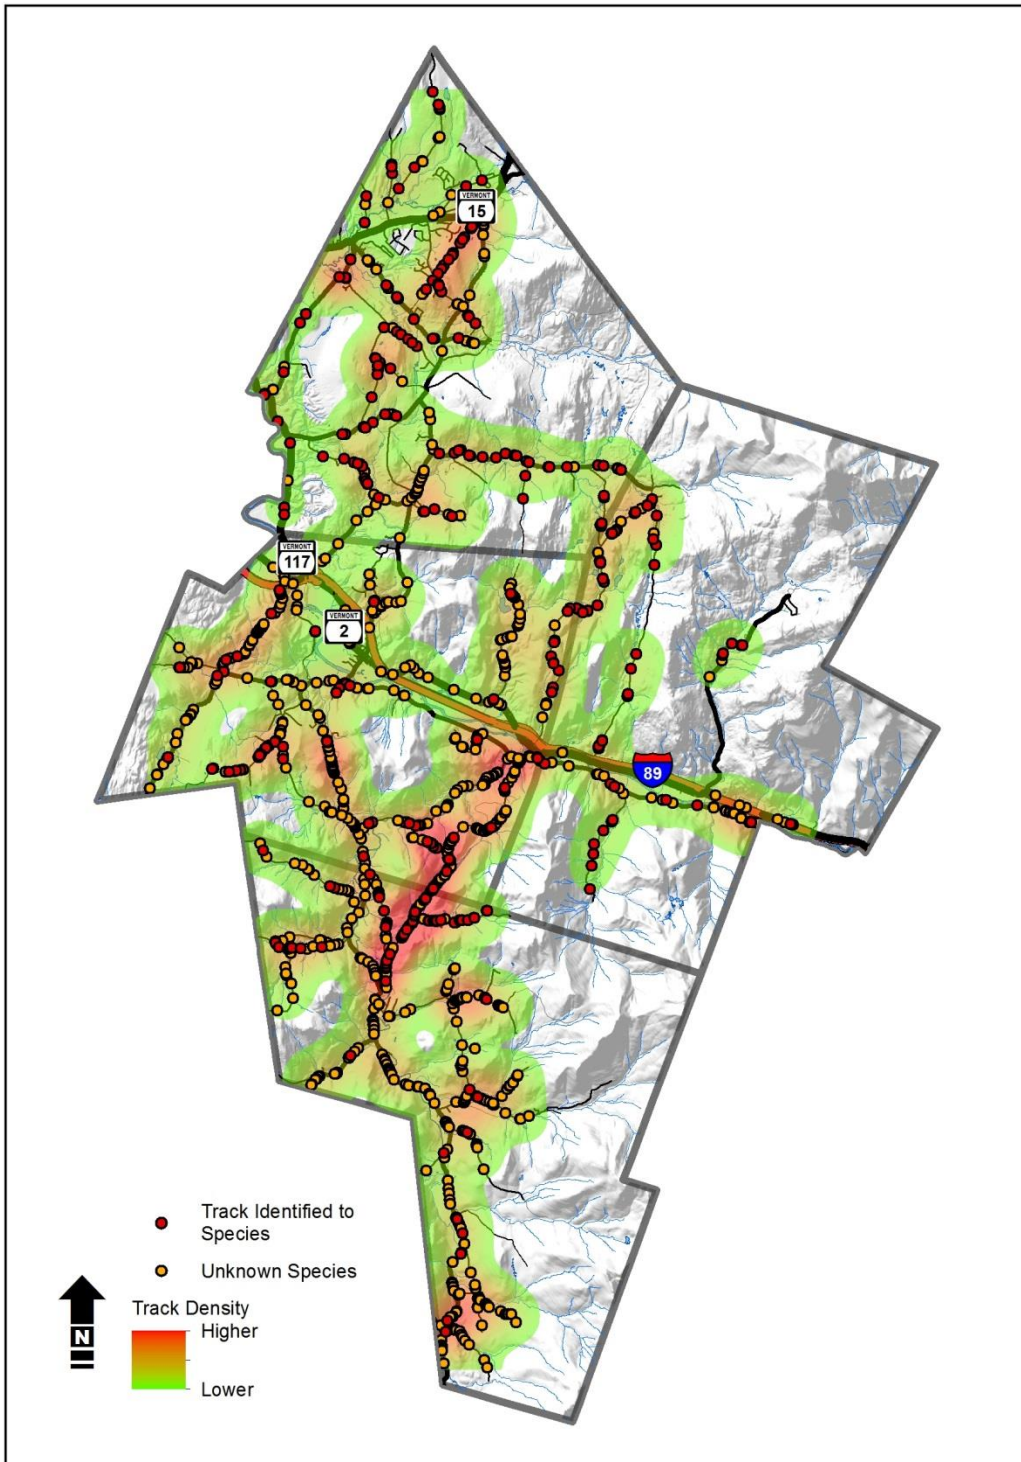 VERMONT
15
VERMONT
117
VERMONT
2
89
Track Identified to
Species
Unknown Species
Track Density
Higher
Lower
N